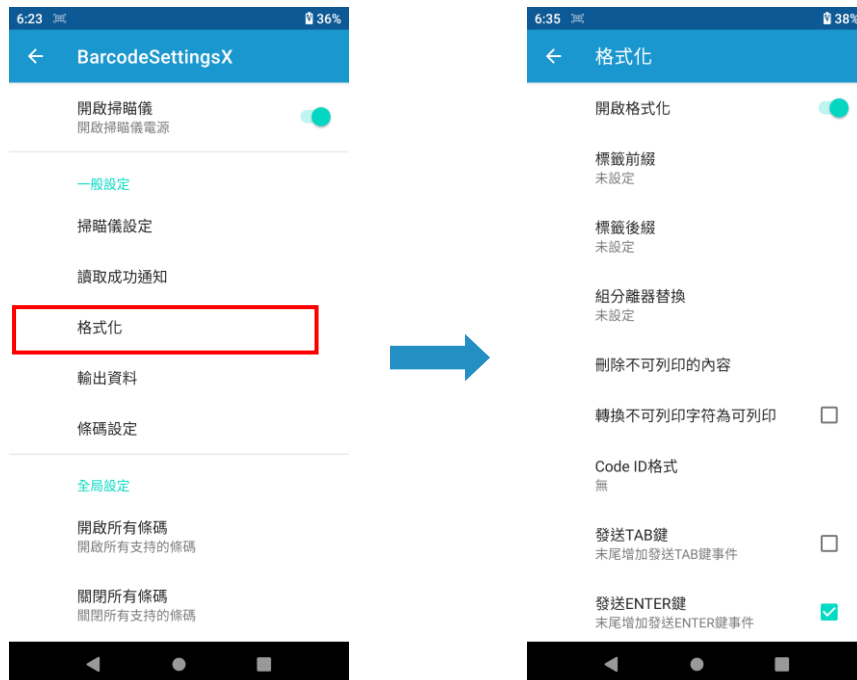 6:23
36%
BarcodeSettingsX
開啟掃瞄儀
開啟掃瞄儀電源
一般設定
掃瞄儀設定
讀取成功通知
格式化
輸出資料
條碼設定
全局設定
開啟所有條碼
開啟所有支持的條碼
關閉所有條碼
關閉所有支持的條碼
6:35
38%
格式化
開啟格式化
標籤前綴
未設定
標籤後綴
未設定
組分離器替換
未設定
刪除不可列印的內容
轉換不可列印字符為可列印
Code ID格式
無
發送TAB鍵
末尾增加發送TAB鍵事件
發送ENTER鍵
末尾增加發送ENTER鍵事件